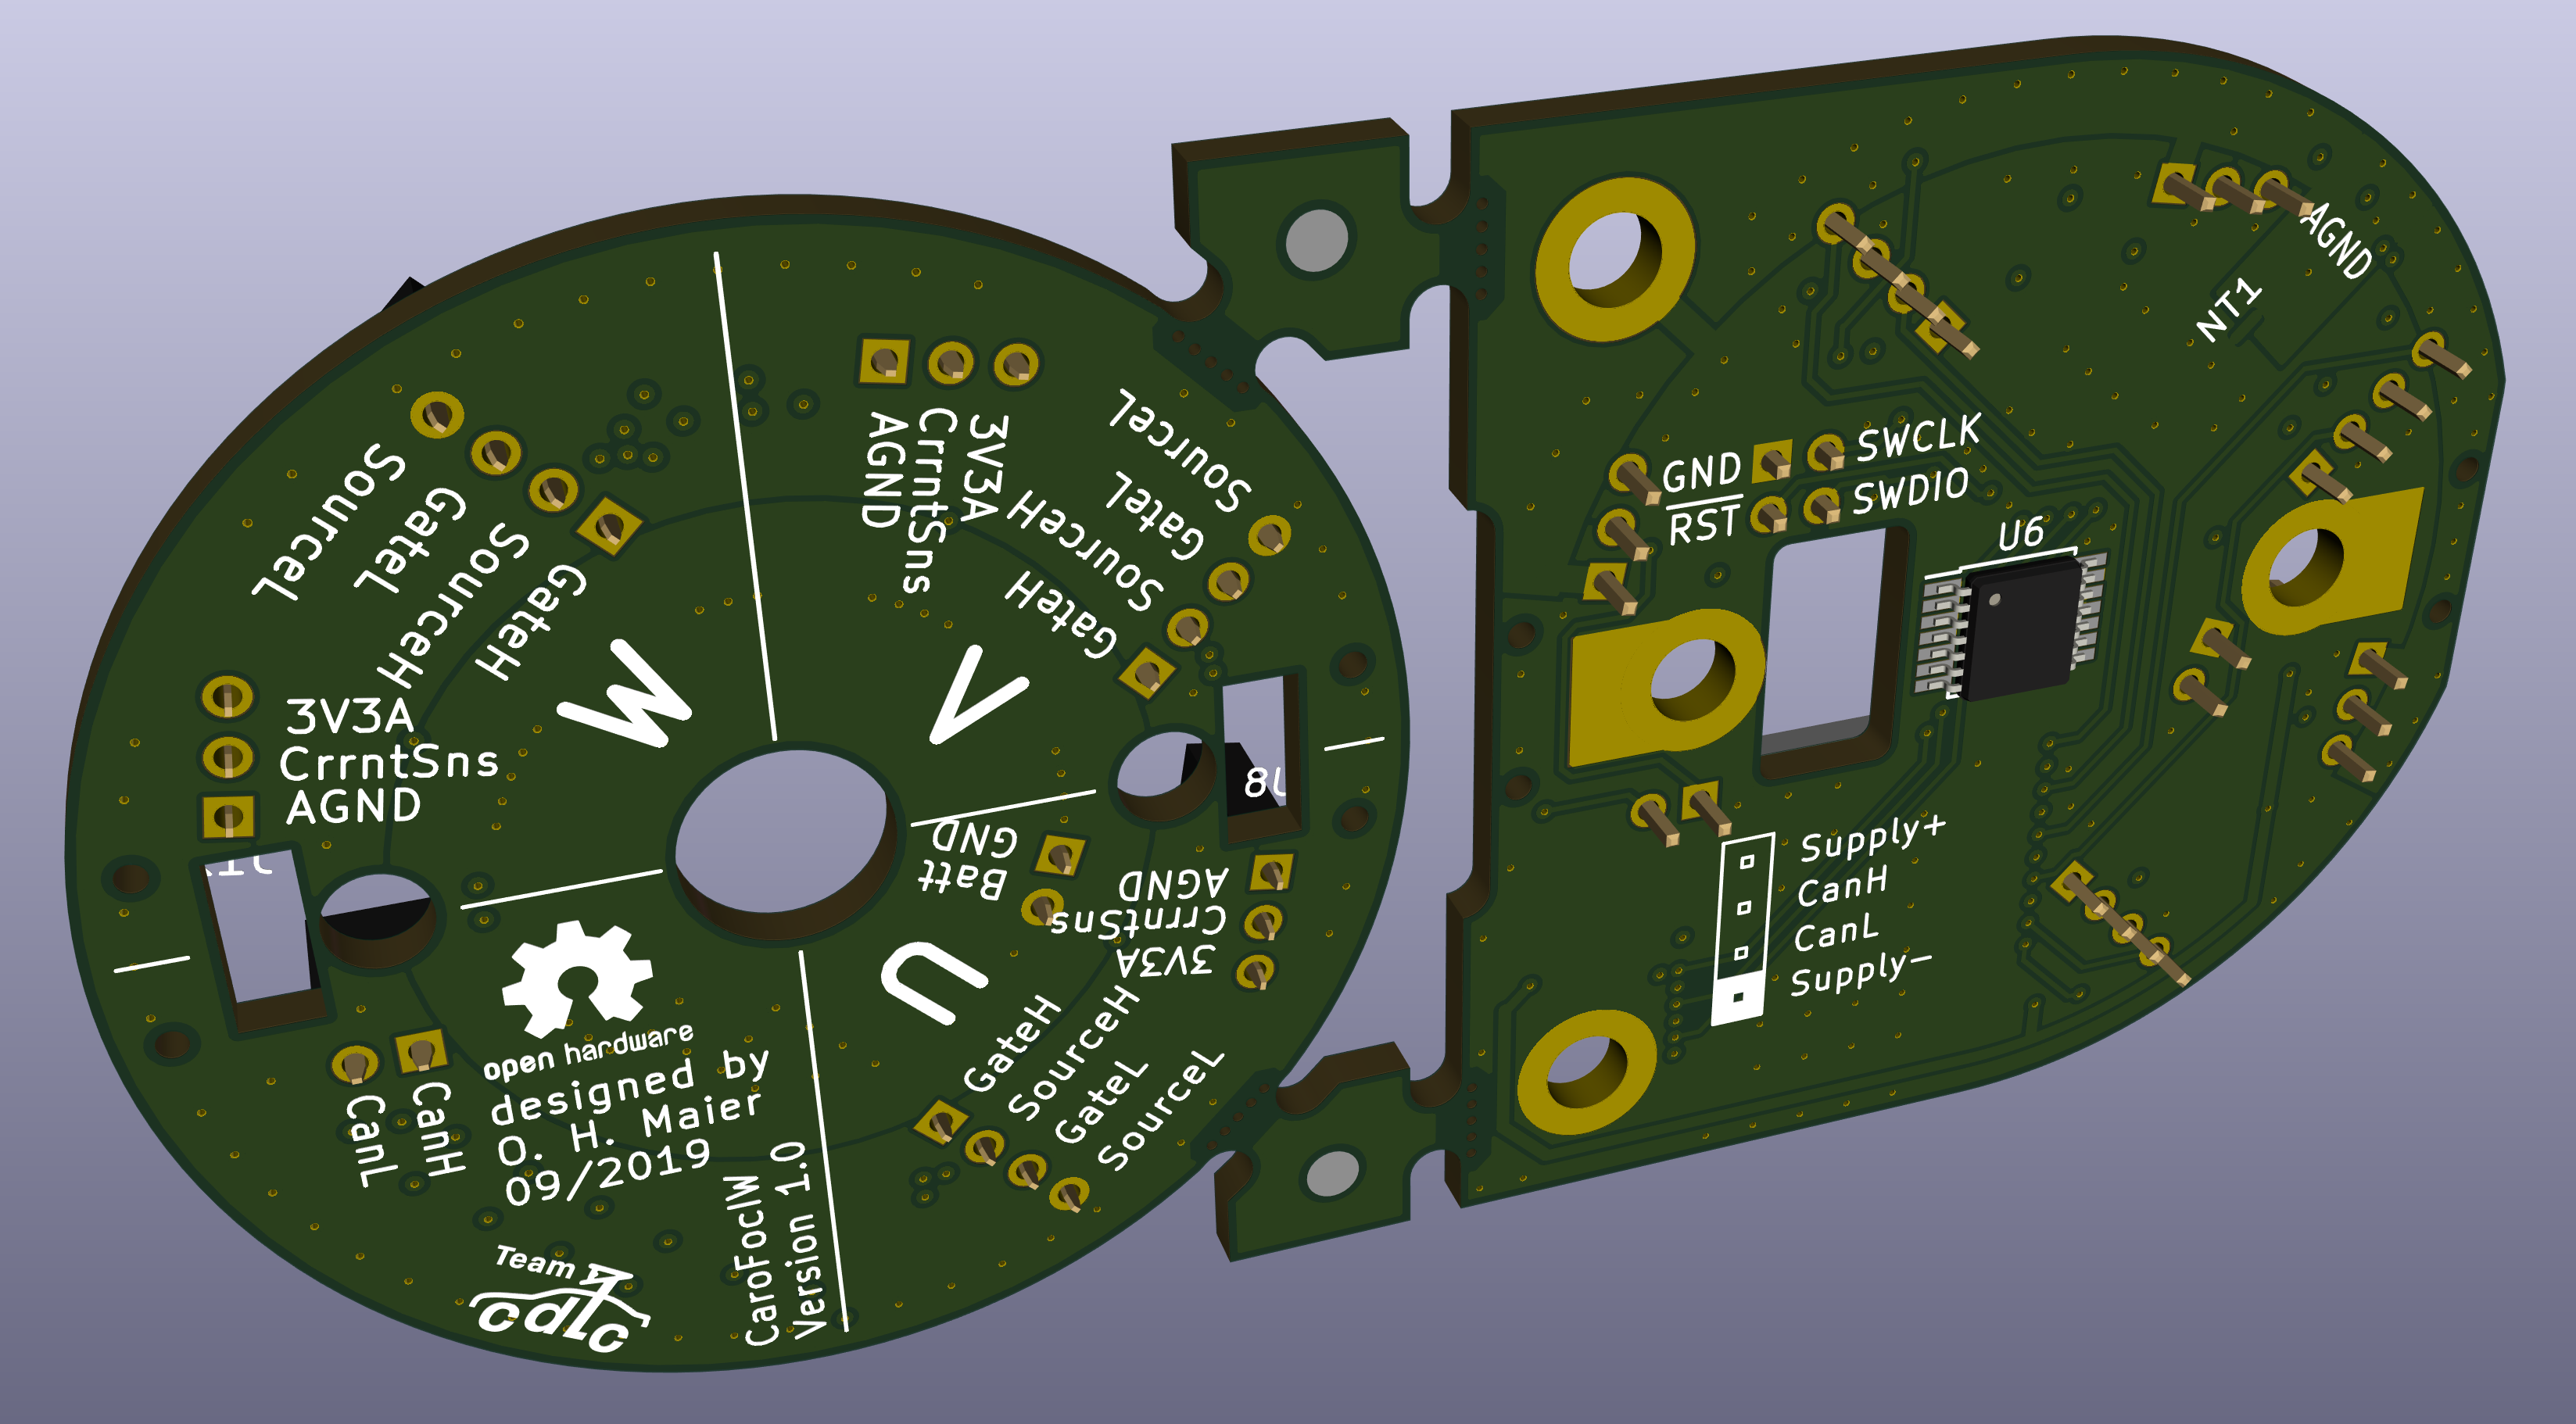 SourceL
GateL
SourceH
GateH
3V3A
CrrntSns
AGND
W
3V3A
CrrntSns
AGND
SourceL
GateL
SourceH
GateH
V
GND
Batt
AGND
CrrntSns
3V3A
U
GateH
SourceH
GateL
SourceL
open hardware
designed by
O. H. Maier
09/2019
CanH
CanL
CaroFocIW
Version 1.0
Team
cdlc
AGND
NT1
GND
SWCLK
RST
SWDIO
U6
Supply+
CanH
CanL
Supply-